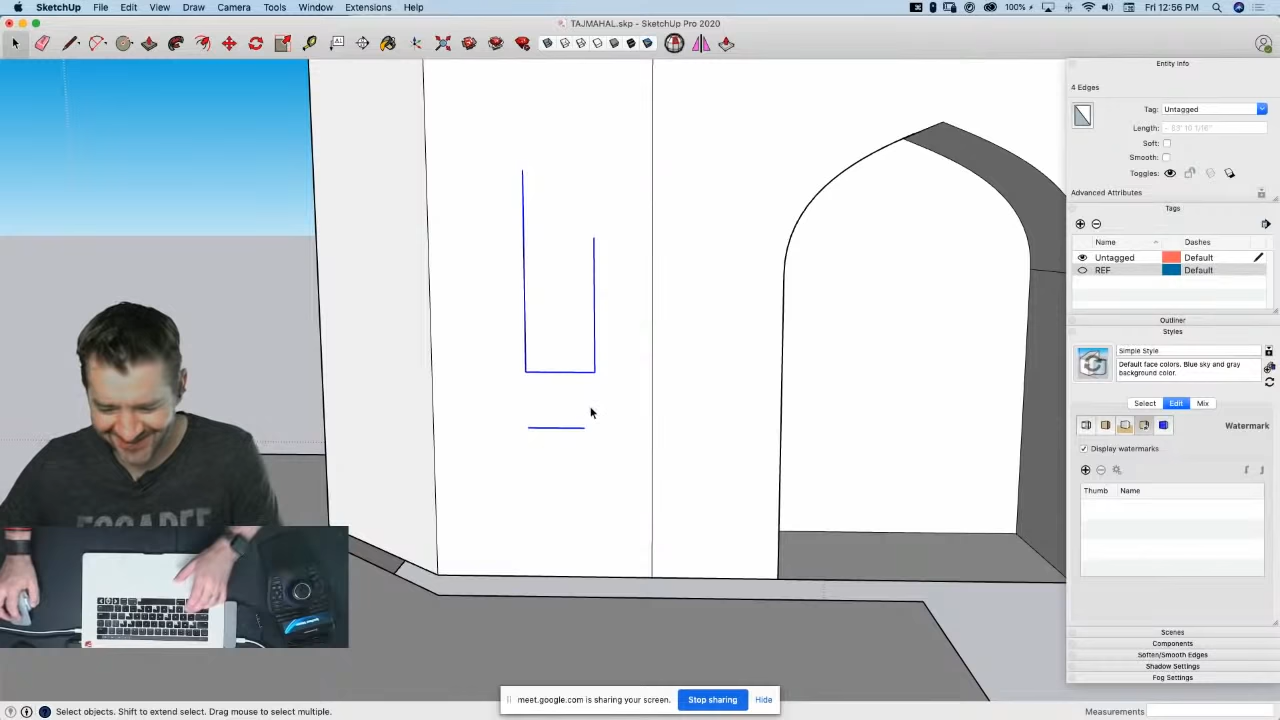 SketchUp File Edit View Draw Camera Tools Window Extensions Help
100% Fri 12:56 PM
TAJMAHAL.skp - SketchUp Pro 2020
Entity Info
4 Edges
Tag: Untagged
Length: ~ 63' 10 1/16"
Soft:
Smooth:
Toggles:
Advanced Attributes
Tags
Name Dashes
Untagged Default
REF Default
Outliner
Styles
Simple Style
Default face colors. Blue sky and gray
background color.
Select Edit Mix
Watermark
Display watermarks
Thumb Name
Scenes
Components
Soften/Smooth Edges
Shadow Settings
Fog Settings
meet.google.com is sharing your screen. Stop sharing Hide
Select objects. Shift to extend select. Drag mouse to select multiple. Measurements